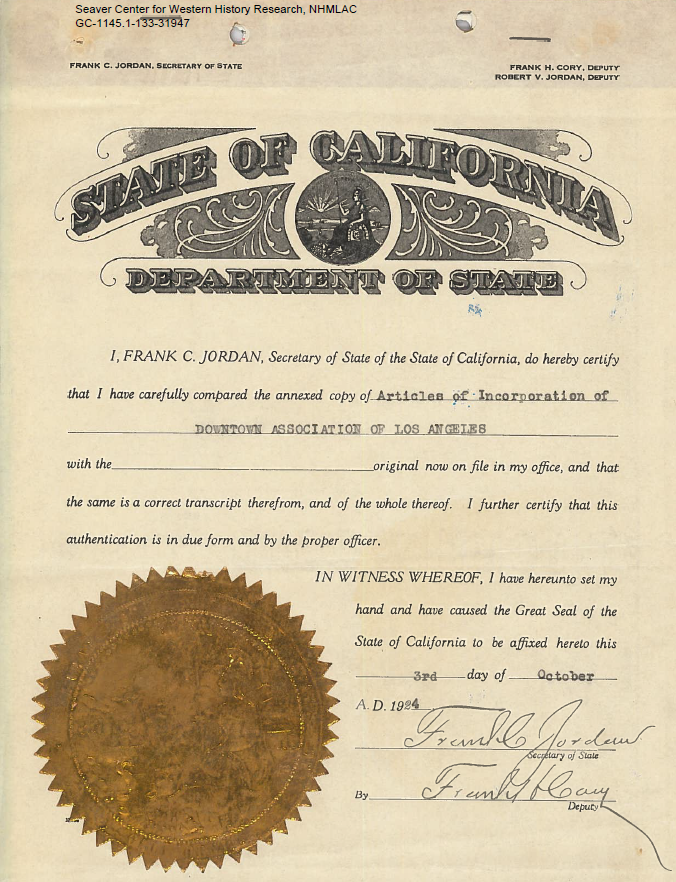 Seaver Center for Western History Research, NHMLAC
GC-1145.1-133-31947
FRANK C. JORDAN, SECRETARY OF STATE
FRANK H. CORY, DEPUTY
ROBERT V. JORDAN, DEPUTY
STATE OF CALIFORNIA
DEPARTMENT OF STATE
I, FRANK C. JORDAN, Secretary of State of the State of California, do hereby certify
that I have carefully compared the annexed copy of Articles of Incorporation of
DOWNTOWN ASSOCIATION OF LOS ANGELES
with the original now on file in my office, and that
the same is a correct transcript therefrom, and of the whole thereof. I further certify that this
authentication is in due form and by the proper officer.
IN WITNESS WHEREOF, I have hereunto set my
hand and have caused the Great Seal of the
State of California to be affixed hereto this
3rd day of October
A. D. 1924
Frank C. Jordan
Secretary of State
By Frank H Cory
Deputy